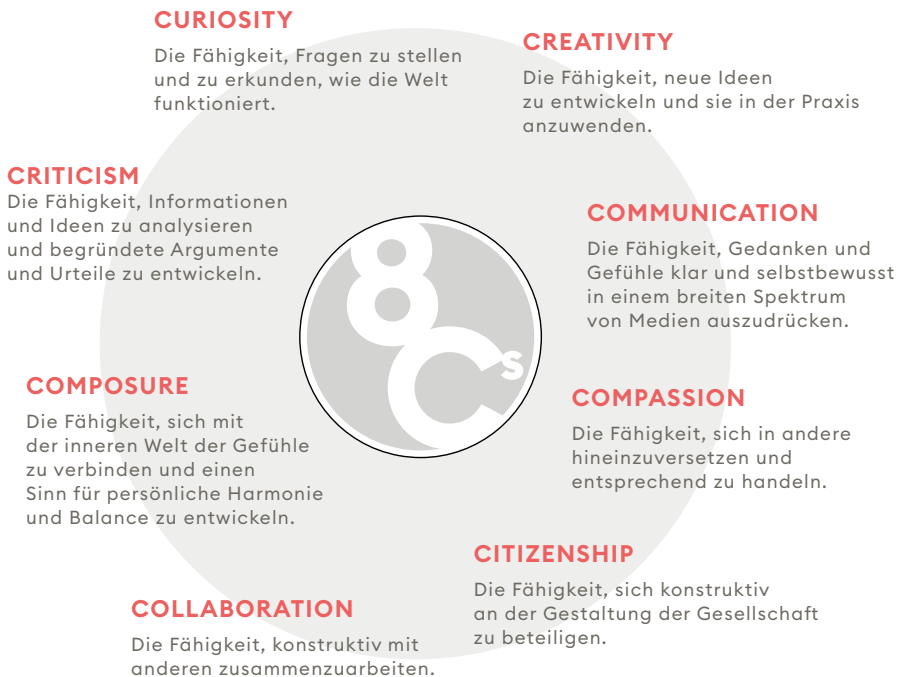 CURIOSITY
Die Fähigkeit, Fragen zu stellen
und zu erkunden, wie die Welt
funktioniert.
CREATIVITY
Die Fähigkeit, neue Ideen
zu entwickeln und sie in der Praxis
anzuwenden.
CRITICISM
Die Fähigkeit, Informationen
und Ideen zu analysieren
und begründete Argumente
und Urteile zu entwickeln.
COMMUNICATION
Die Fähigkeit, Gedanken und
Gefühle klar und selbstbewusst
in einem breiten Spektrum
von Medien auszudrücken.
8
Cs
COMPOSURE
Die Fähigkeit, sich mit
der inneren Welt der Gefühle
zu verbinden und einen
Sinn für persönliche Harmonie
und Balance zu entwickeln.
COMPASSION
Die Fähigkeit, sich in andere
hineinzuversetzen und
entsprechend zu handeln.
COLLABORATION
Die Fähigkeit, konstruktiv mit
anderen zusammenzuarbeiten.
CITIZENSHIP
Die Fähigkeit, sich konstruktiv
an der Gestaltung der Gesellschaft
zu beteiligen.